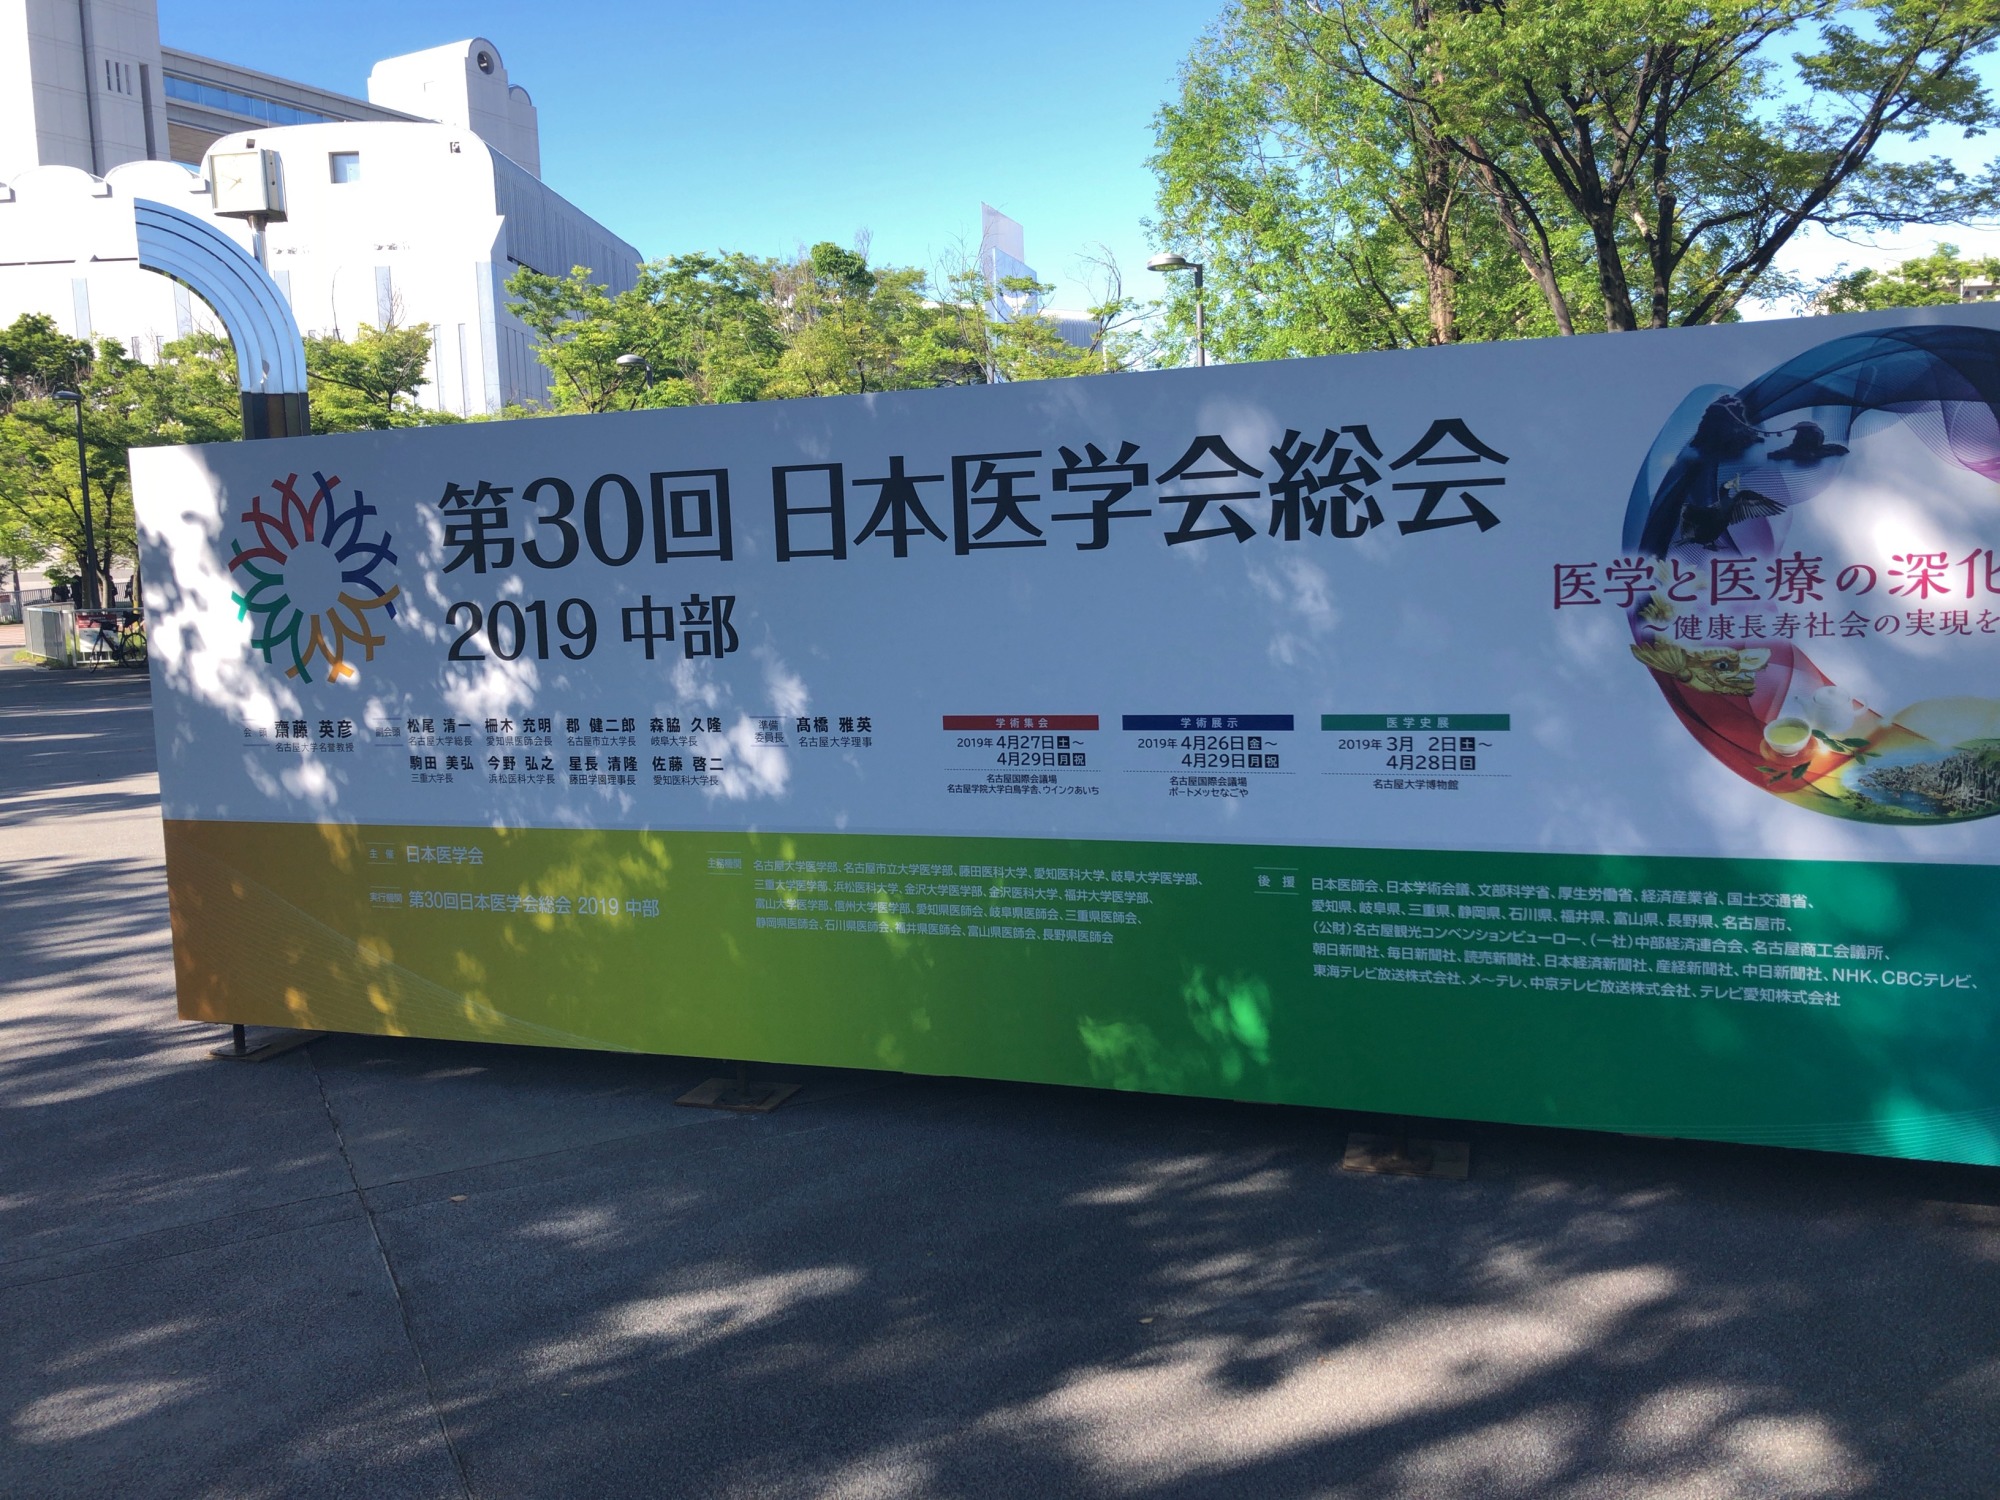 第30回 日本医学会総会
2019 中部
医学と医療の深化
～健康長寿社会の実現を
会 頭 齋藤 英彦
名古屋大学名誉教授
副会頭 松尾 清一 柵木 充明 郡 健二郎 森脇 久隆
名古屋大学総長 愛知県医師会長 名古屋市立大学長 岐阜大学長
駒田 美弘 今野 弘之 星長 清隆 佐藤 啓二
三重大学長 浜松医科大学長 藤田学園理事長 愛知医科大学長
準備委員長 髙橋 雅英
名古屋大学理事
学術集会
2019年 4月27日土～
4月29日月祝
名古屋国際会議場
名古屋学院大学白鳥学舎、ウインクあいち
学術展示
2019年 4月26日金～
4月29日月祝
名古屋国際会議場
ポートメッセなごや
医学史展
2019年 3月 2日土～
4月28日日
名古屋大学博物館
主 催 日本医学会
実行機関 第30回日本医学会総会 2019 中部
主務機関 名古屋大学医学部、名古屋市立大学医学部、藤田医科大学、愛知医科大学、岐阜大学医学部、
三重大学医学部、浜松医科大学、金沢大学医学部、金沢医科大学、福井大学医学部、
富山大学医学部、信州大学医学部、愛知県医師会、岐阜県医師会、三重県医師会、
静岡県医師会、石川県医師会、福井県医師会、富山県医師会、長野県医師会
後 援 日本医師会、日本学術会議、文部科学省、厚生労働省、経済産業省、国土交通省、
愛知県、岐阜県、三重県、静岡県、石川県、福井県、富山県、長野県、名古屋市、
(公財)名古屋観光コンベンションビューロー、(一社)中部経済連合会、名古屋商工会議所、
朝日新聞社、毎日新聞社、読売新聞社、日本経済新聞社、産経新聞社、中日新聞社、NHK、CBCテレビ、
東海テレビ放送株式会社、メ～テレ、中京テレビ放送株式会社、テレビ愛知株式会社